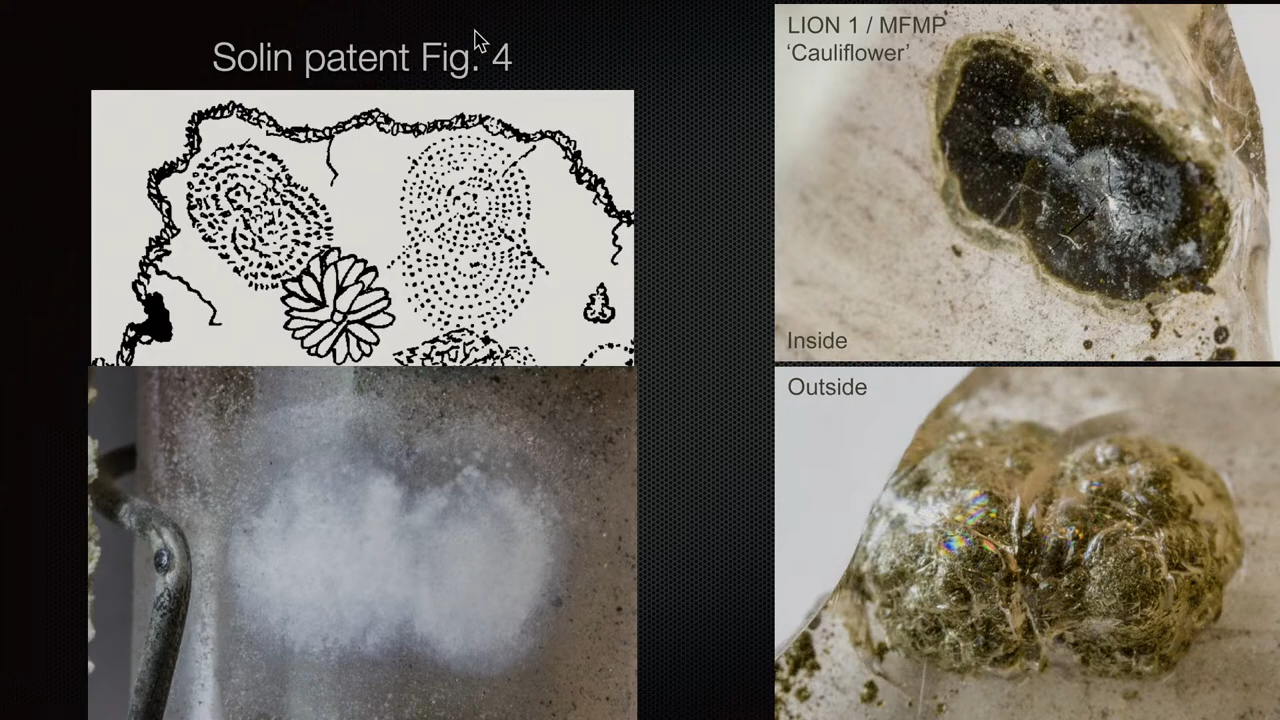 Solin patent Fig. 4
LION 1 / MFMP
‘Cauliflower’
Inside
Outside